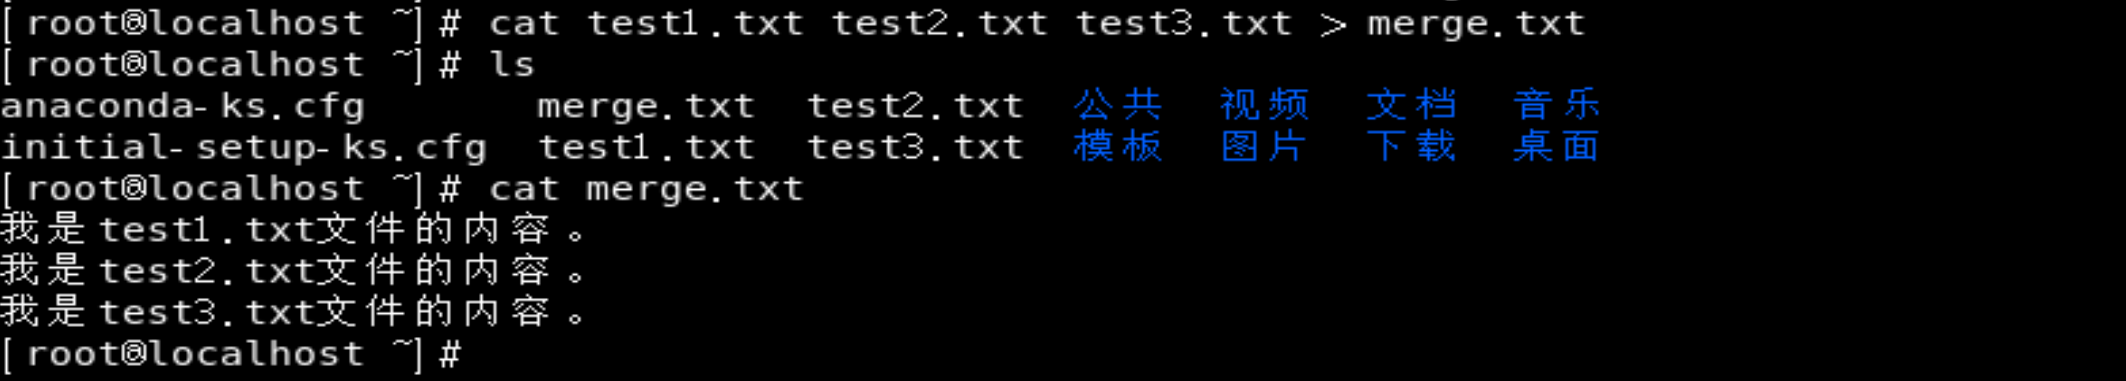 [root@localhost ~]# cat test1.txt test2.txt test3.txt > merge.txt
[root@localhost ~]# ls
anaconda-ks.cfg       merge.txt  test2.txt  公共  视频  文档  音乐
initial-setup-ks.cfg  test1.txt  test3.txt  模板  图片  下载  桌面
[root@localhost ~]# cat merge.txt
我是test1.txt文件的内容。
我是test2.txt文件的内容。
我是test3.txt文件的内容。
[root@localhost ~]#